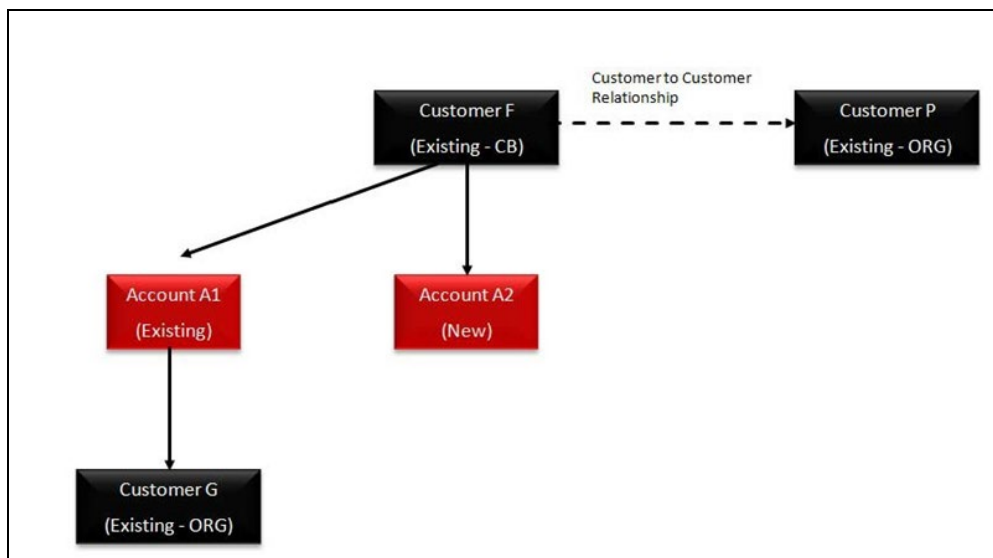 Customer to Customer
Relationship
Customer F
(Existing - CB)
Customer P
(Existing - ORG)
Account A1
(Existing)
Account A2
(New)
Customer G
(Existing - ORG)